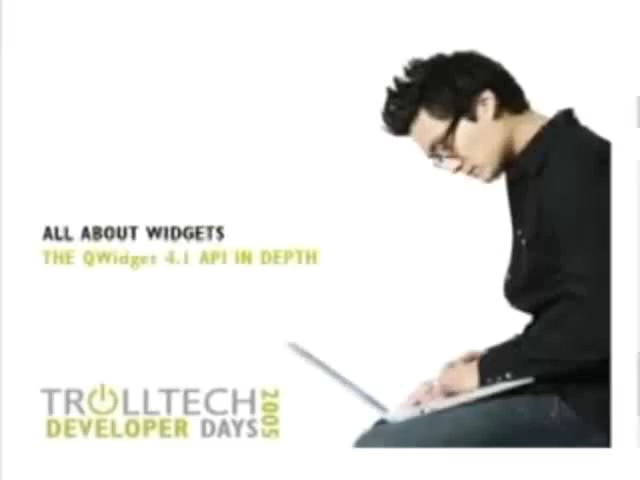 ALL ABOUT WIDGETS
THE QWidget 4.1 API IN DEPTH
TROLLTECH
DEVELOPER DAYS
2005